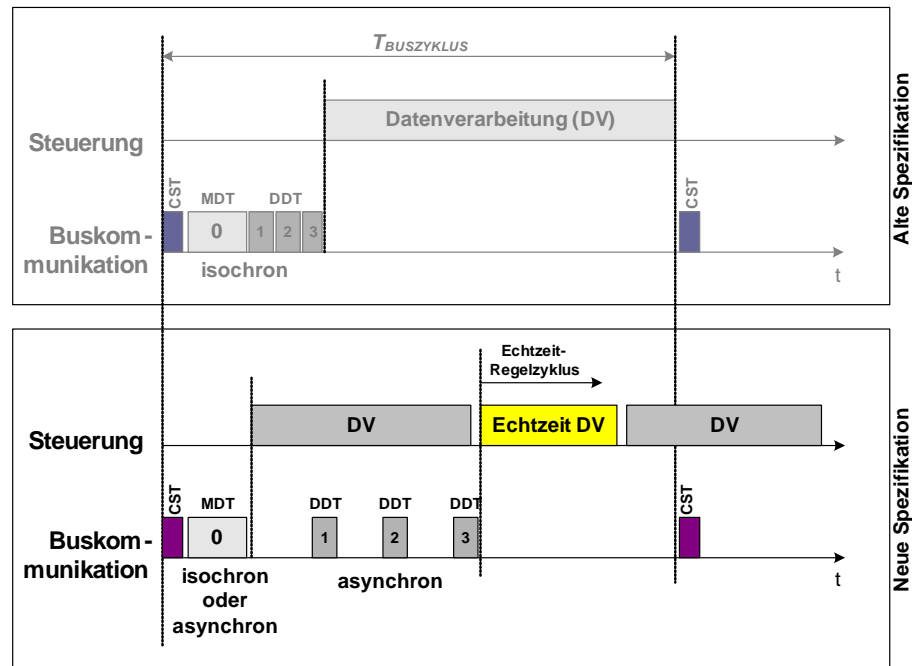 T BUSZYKLUS
Datenverarbeitung (DV)
Steuerung
CST
MDT
DDT
CST
0
1
2
3
Buskom-
munikation
isochron
t
Alte Spezifikation
Echtzeit-
Regelzyklus
DV
Echtzeit DV
DV
Steuerung
CST
MDT
DDT
DDT
DDT
CST
0
1
2
3
Buskom-
munikation
isochron
oder
asynchron
asynchron
t
Neue Spezifikation